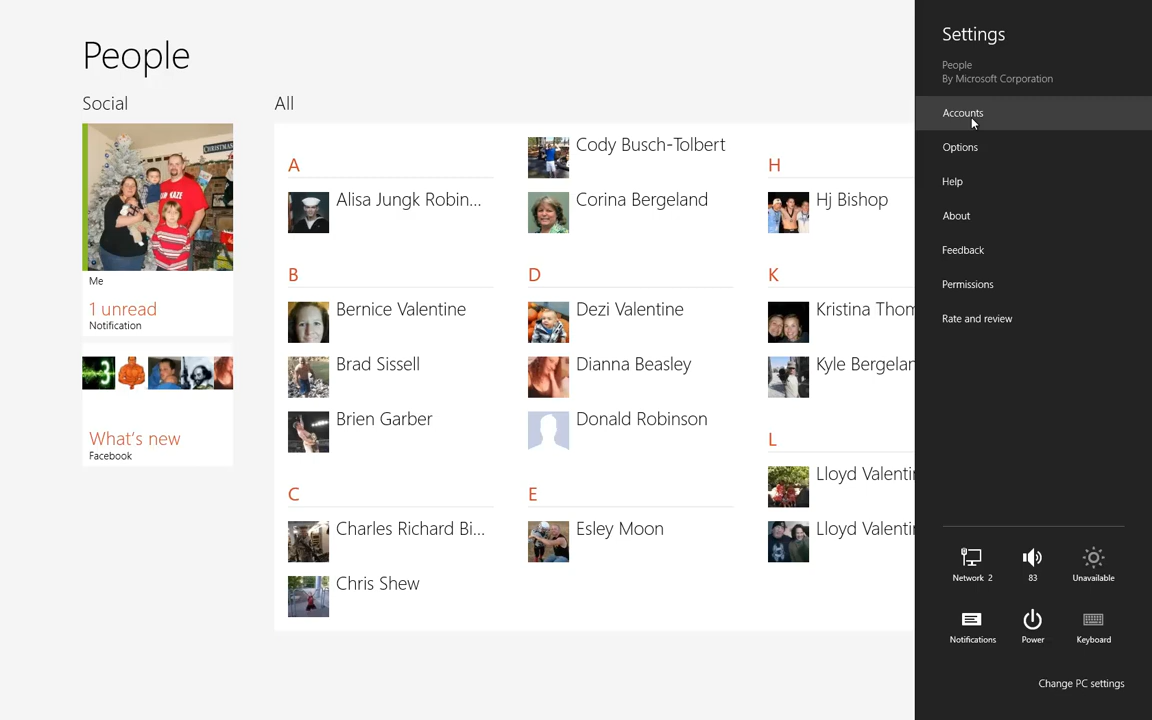 People
Social
Me
1 unread
Notification
What's new
Facebook
All
A
Alisa Jungk Robin...
B
Bernice Valentine
Brad Sissell
Brien Garber
C
Charles Richard Bi...
Chris Shew
Cody Busch-Tolbert
Corina Bergeland
D
Dezi Valentine
Dianna Beasley
Donald Robinson
E
Esley Moon
H
Hj Bishop
K
Kristina Thom
Kyle Bergelan
L
Lloyd Valenti
Lloyd Valenti
Settings
People
By Microsoft Corporation
Accounts
Options
Help
About
Feedback
Permissions
Rate and review
Network 2
83
Unavailable
Notifications
Power
Keyboard
Change PC settings